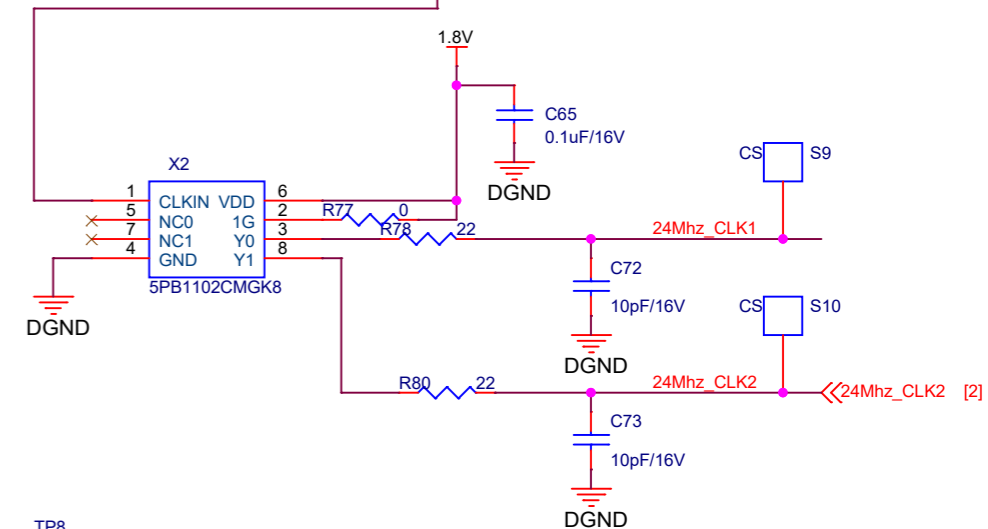 1.8V
C65
0.1uF/16V
DGND
X2
CS S9
1 CLKIN VDD 6
5 NC0 1G 2 R77 0
7 NC1 Y0 3 R78 22
4 GND Y1 8
24Mhz_CLK1
5PB1102CMGK8
DGND
C72
10pF/16V
DGND
CS S10
R80 22
24Mhz_CLK2
24Mhz_CLK2 [2]
C73
10pF/16V
DGND
TP8